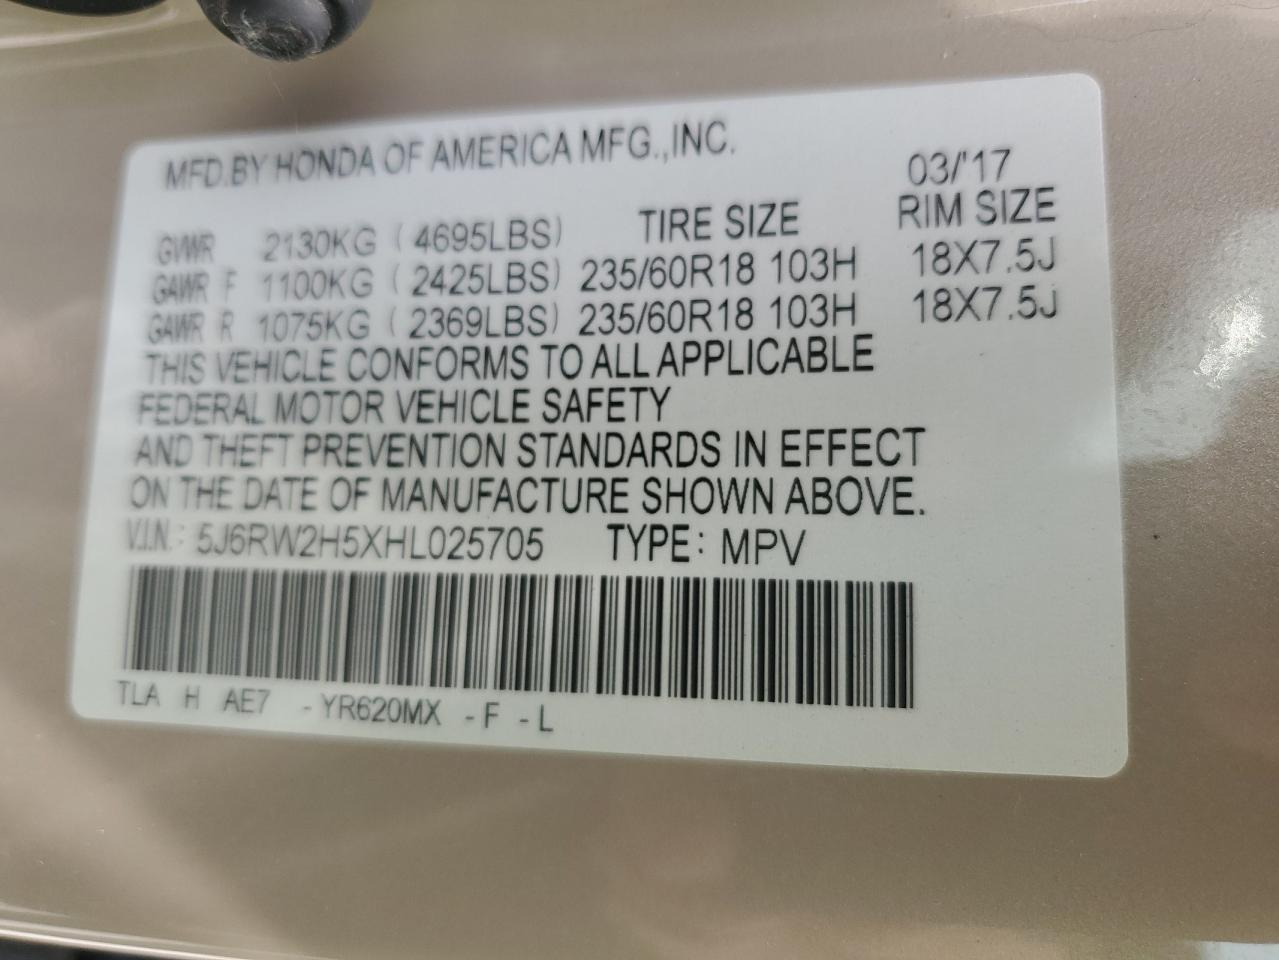 MFD.BY HONDA OF AMERICA MFG.,INC. 03/'17
GVWR 2130KG ( 4695LBS) TIRE SIZE RIM SIZE
GAWR F 1100KG ( 2425LBS) 235/60R18 103H 18X7.5J
GAWR R 1075KG ( 2369LBS) 235/60R18 103H 18X7.5J
THIS VEHICLE CONFORMS TO ALL APPLICABLE
FEDERAL MOTOR VEHICLE SAFETY
AND THEFT PREVENTION STANDARDS IN EFFECT
ON THE DATE OF MANUFACTURE SHOWN ABOVE.
V.I.N.: 5J6RW2H5XHL025705 TYPE: MPV
TLA H AE7 -YR620MX -F -L